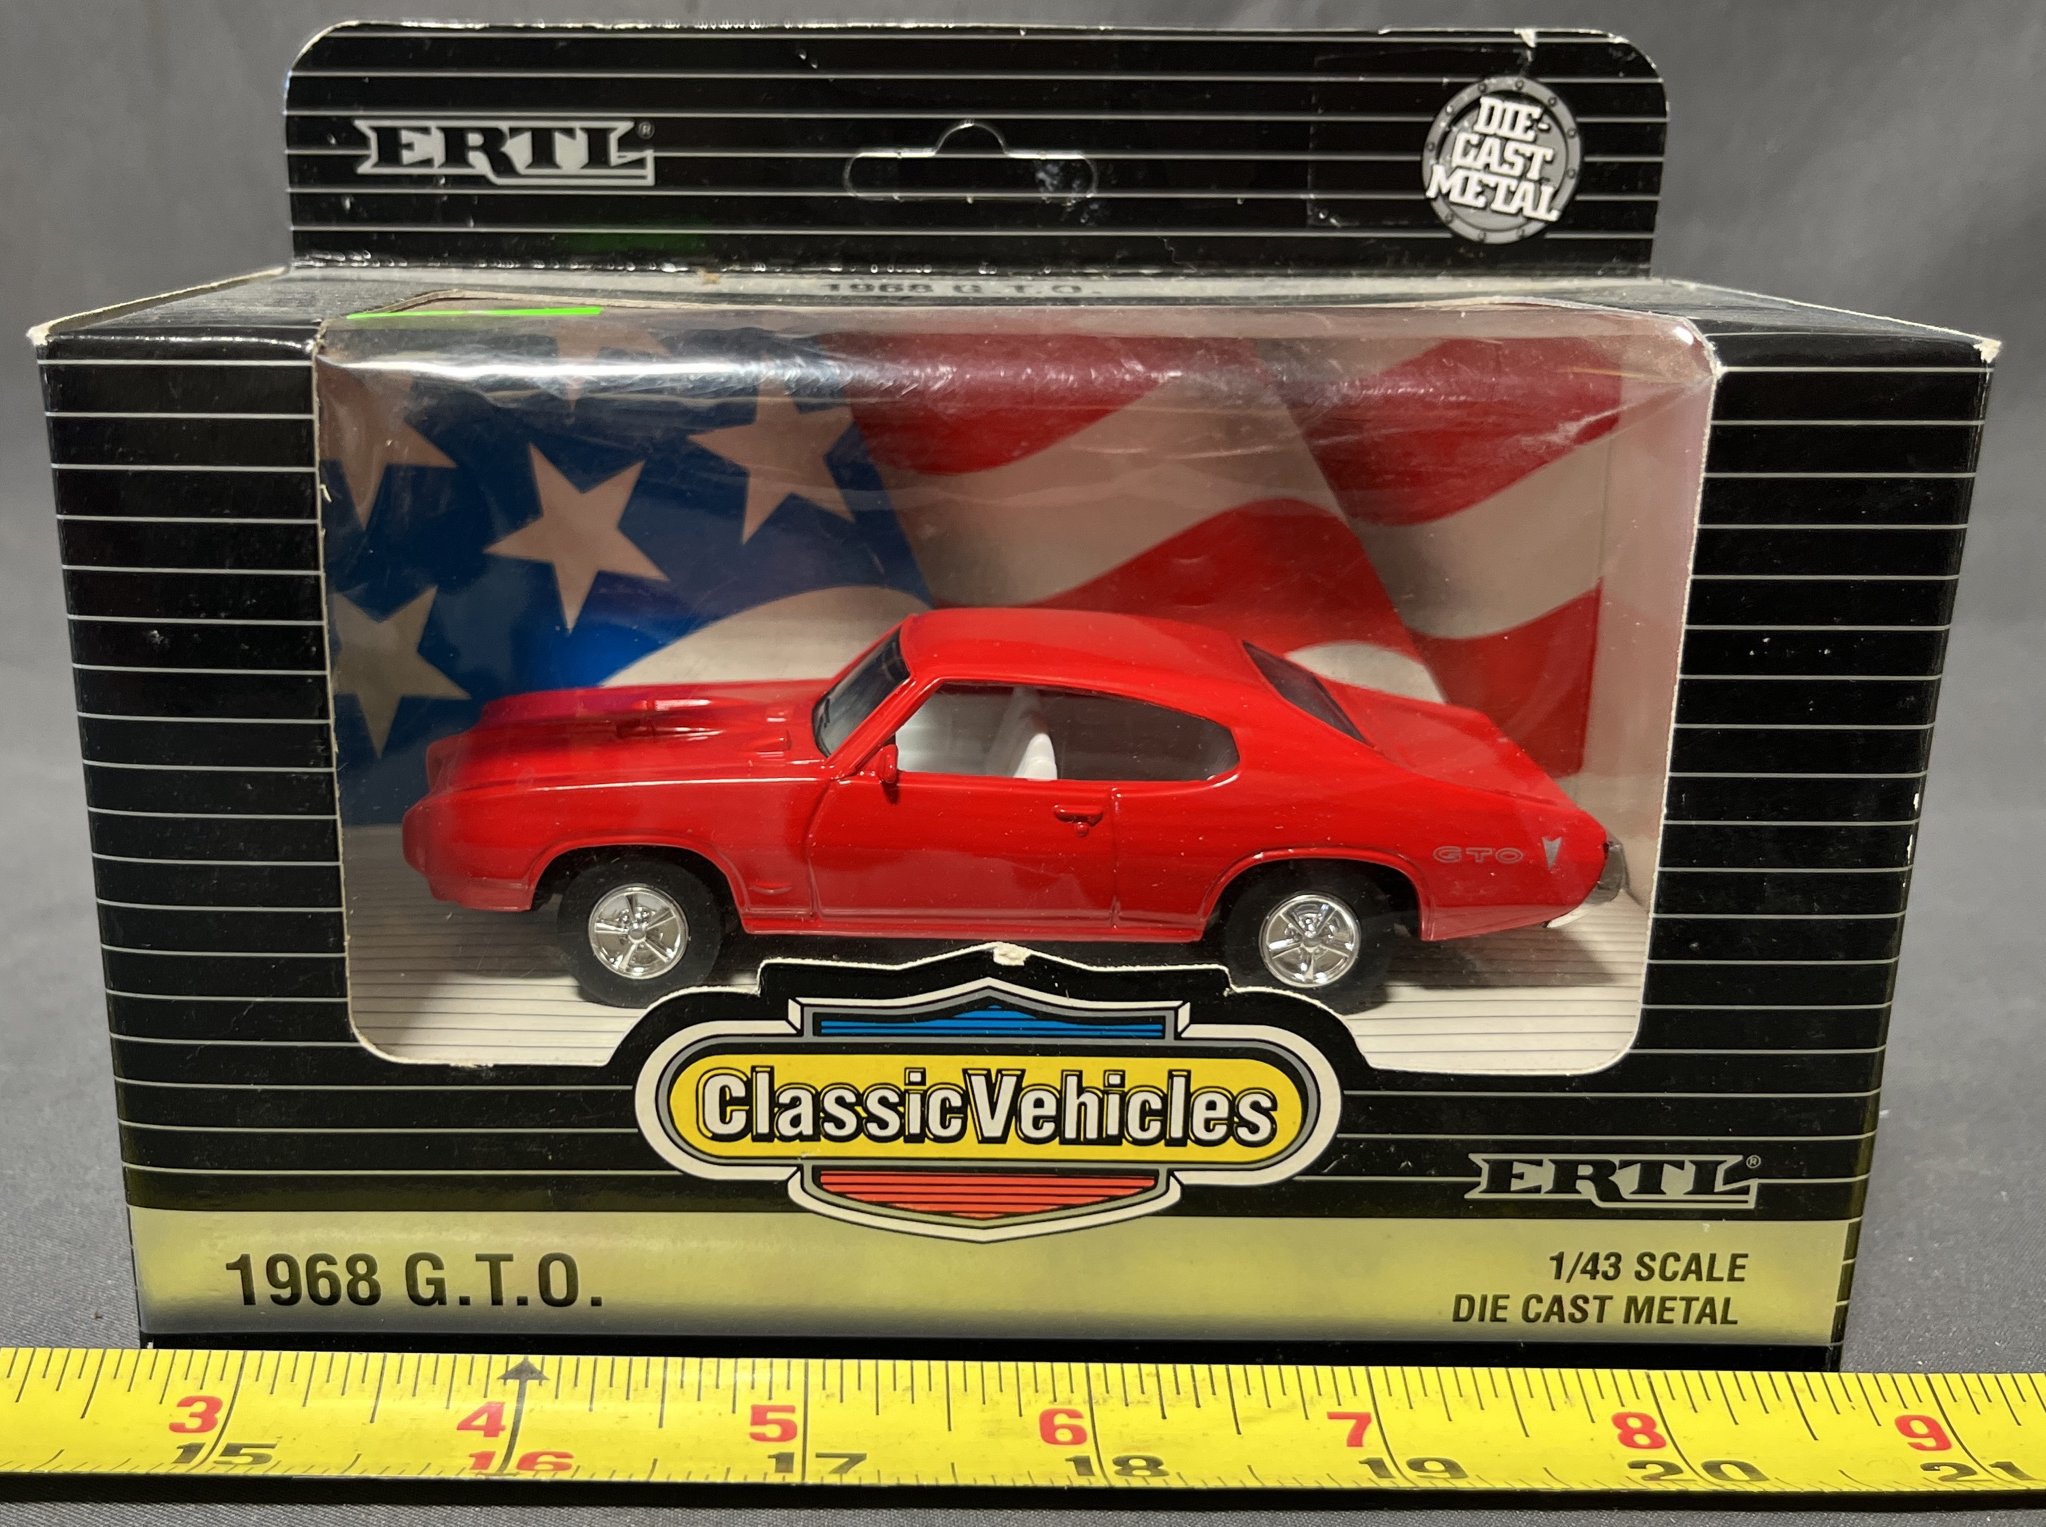 ERTL®
DIE-
CAST
METAL
1968 G.T.O.
GTO
ClassicVehicles
ERTL®
1968 G.T.O.
1/43 SCALE
DIE CAST METAL
3 4 5 6 7 8 9
15 16 17 18 19 20 21